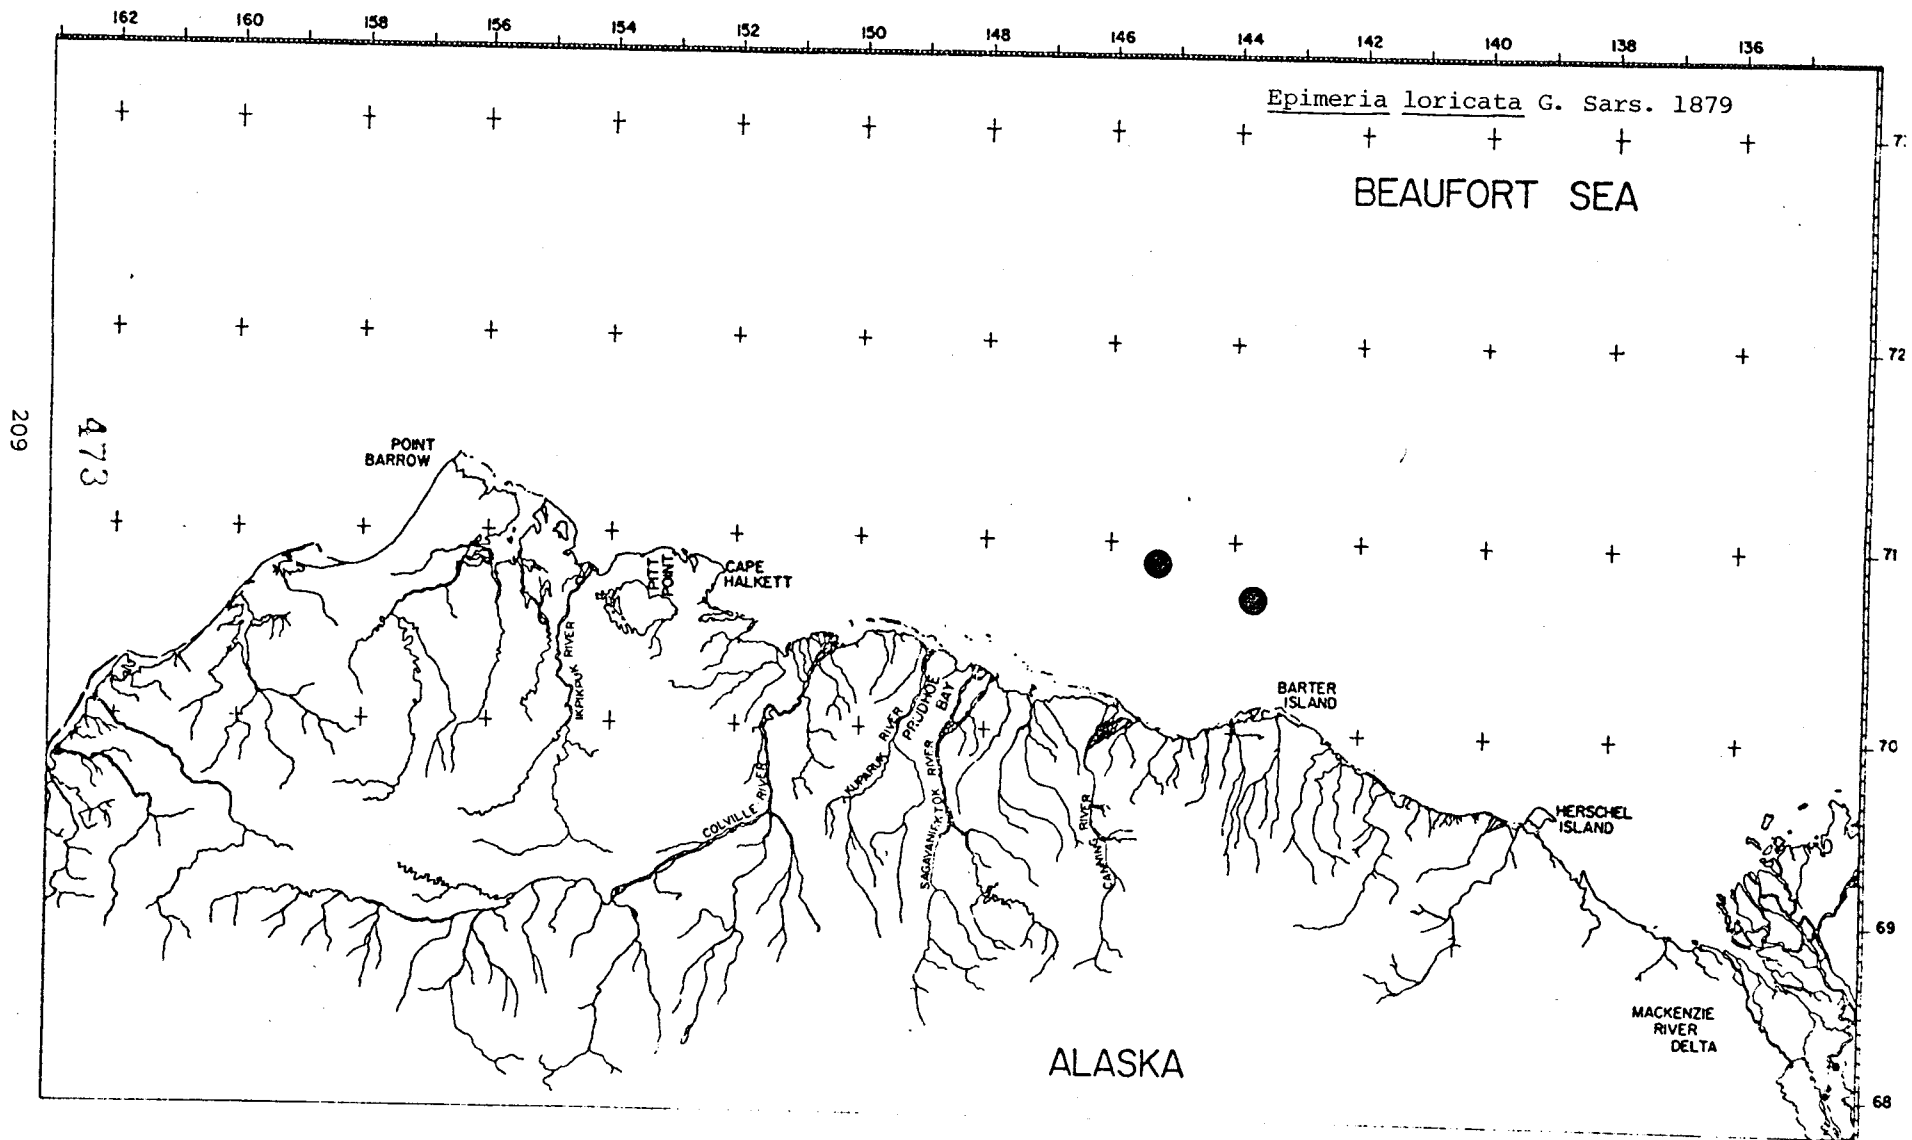 162 160 158 156 154 152 150 148 146 144 142 140 138 136
Epimeria loricata G. Sars. 1879
BEAUFORT SEA
72
71
70
69
68
209
473
POINT
BARROW
PITT
POINT
CAPE
HALKETT
IKPIKPUK RIVER
COLVILLE RIVER
KUPARUK RIVER
PRUDHOE
BAY
SAGAVANIRKTOK RIVER
CANNING RIVER
BARTER
ISLAND
HERSCHEL
ISLAND
MACKENZIE
RIVER
DELTA
ALASKA